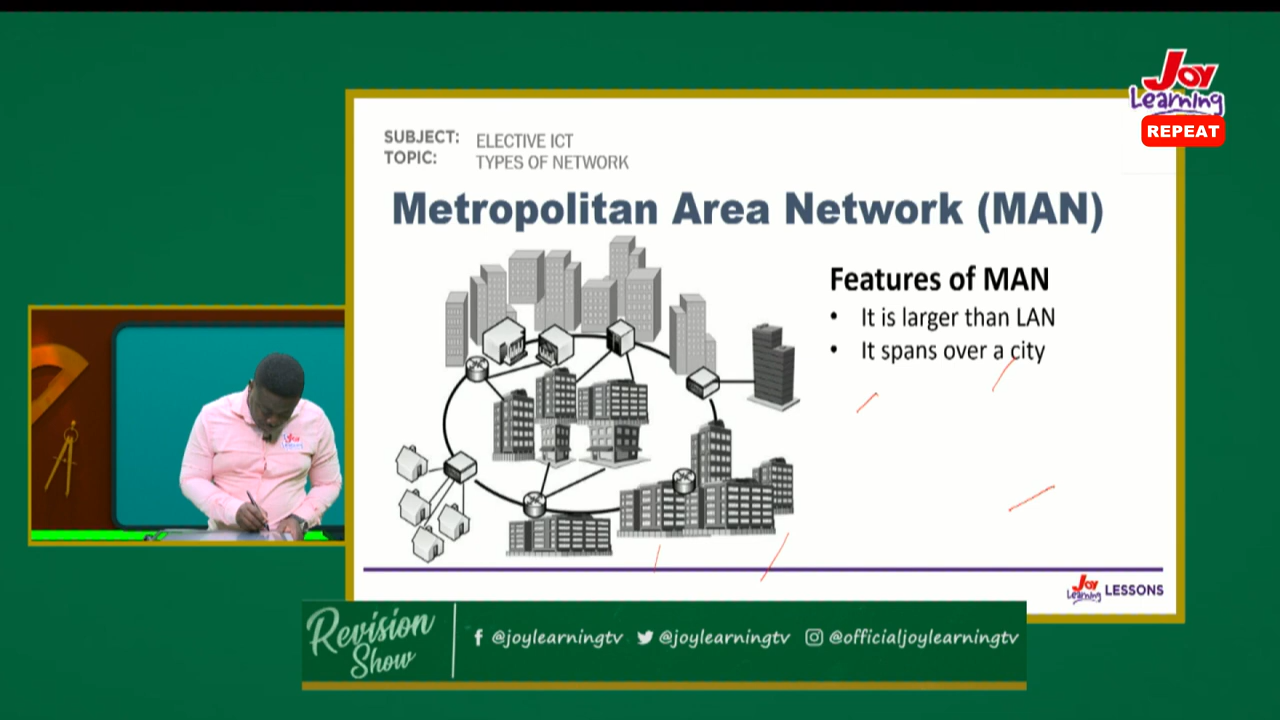 Joy
Learning
REPEAT
SUBJECT: ELECTIVE ICT
TOPIC: TYPES OF NETWORK
Metropolitan Area Network (MAN)
Features of MAN
• It is larger than LAN
• It spans over a city
Joy
Learning LESSONS
Revision
Show
@joylearningtv @joylearningtv @officialjoylearningtv